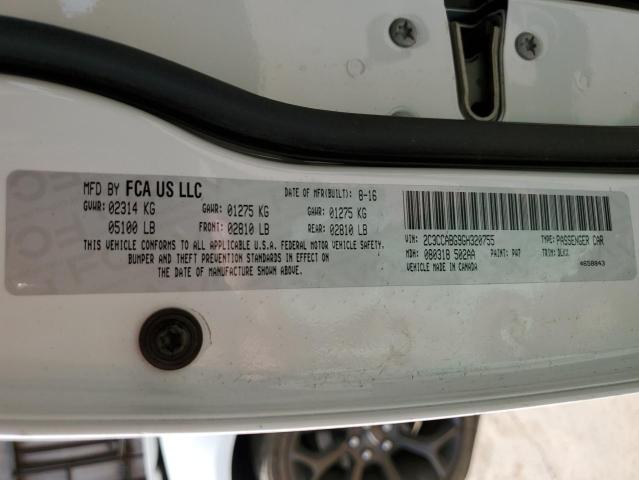 MFD BY FCA US LLC DATE OF MFR(BUILT): 8-16
GVWR: 02314 KG GAWR: 01275 KG GAWR: 01275 KG
05100 LB FRONT: 02810 LB REAR: 02810 LB
THIS VEHICLE CONFORMS TO ALL APPLICABLE U.S.A. FEDERAL MOTOR VEHICLE SAFETY,
BUMPER AND THEFT PREVENTION STANDARDS IN EFFECT ON
THE DATE OF MANUFACTURE SHOWN ABOVE.
VIN: 2C3CCABG9GH320755 TYPE: PASSENGER CAR
MDH: 080318 502AA PAINT: PW7 TRIM: DLX9
VEHICLE MADE IN CANADA 4658843